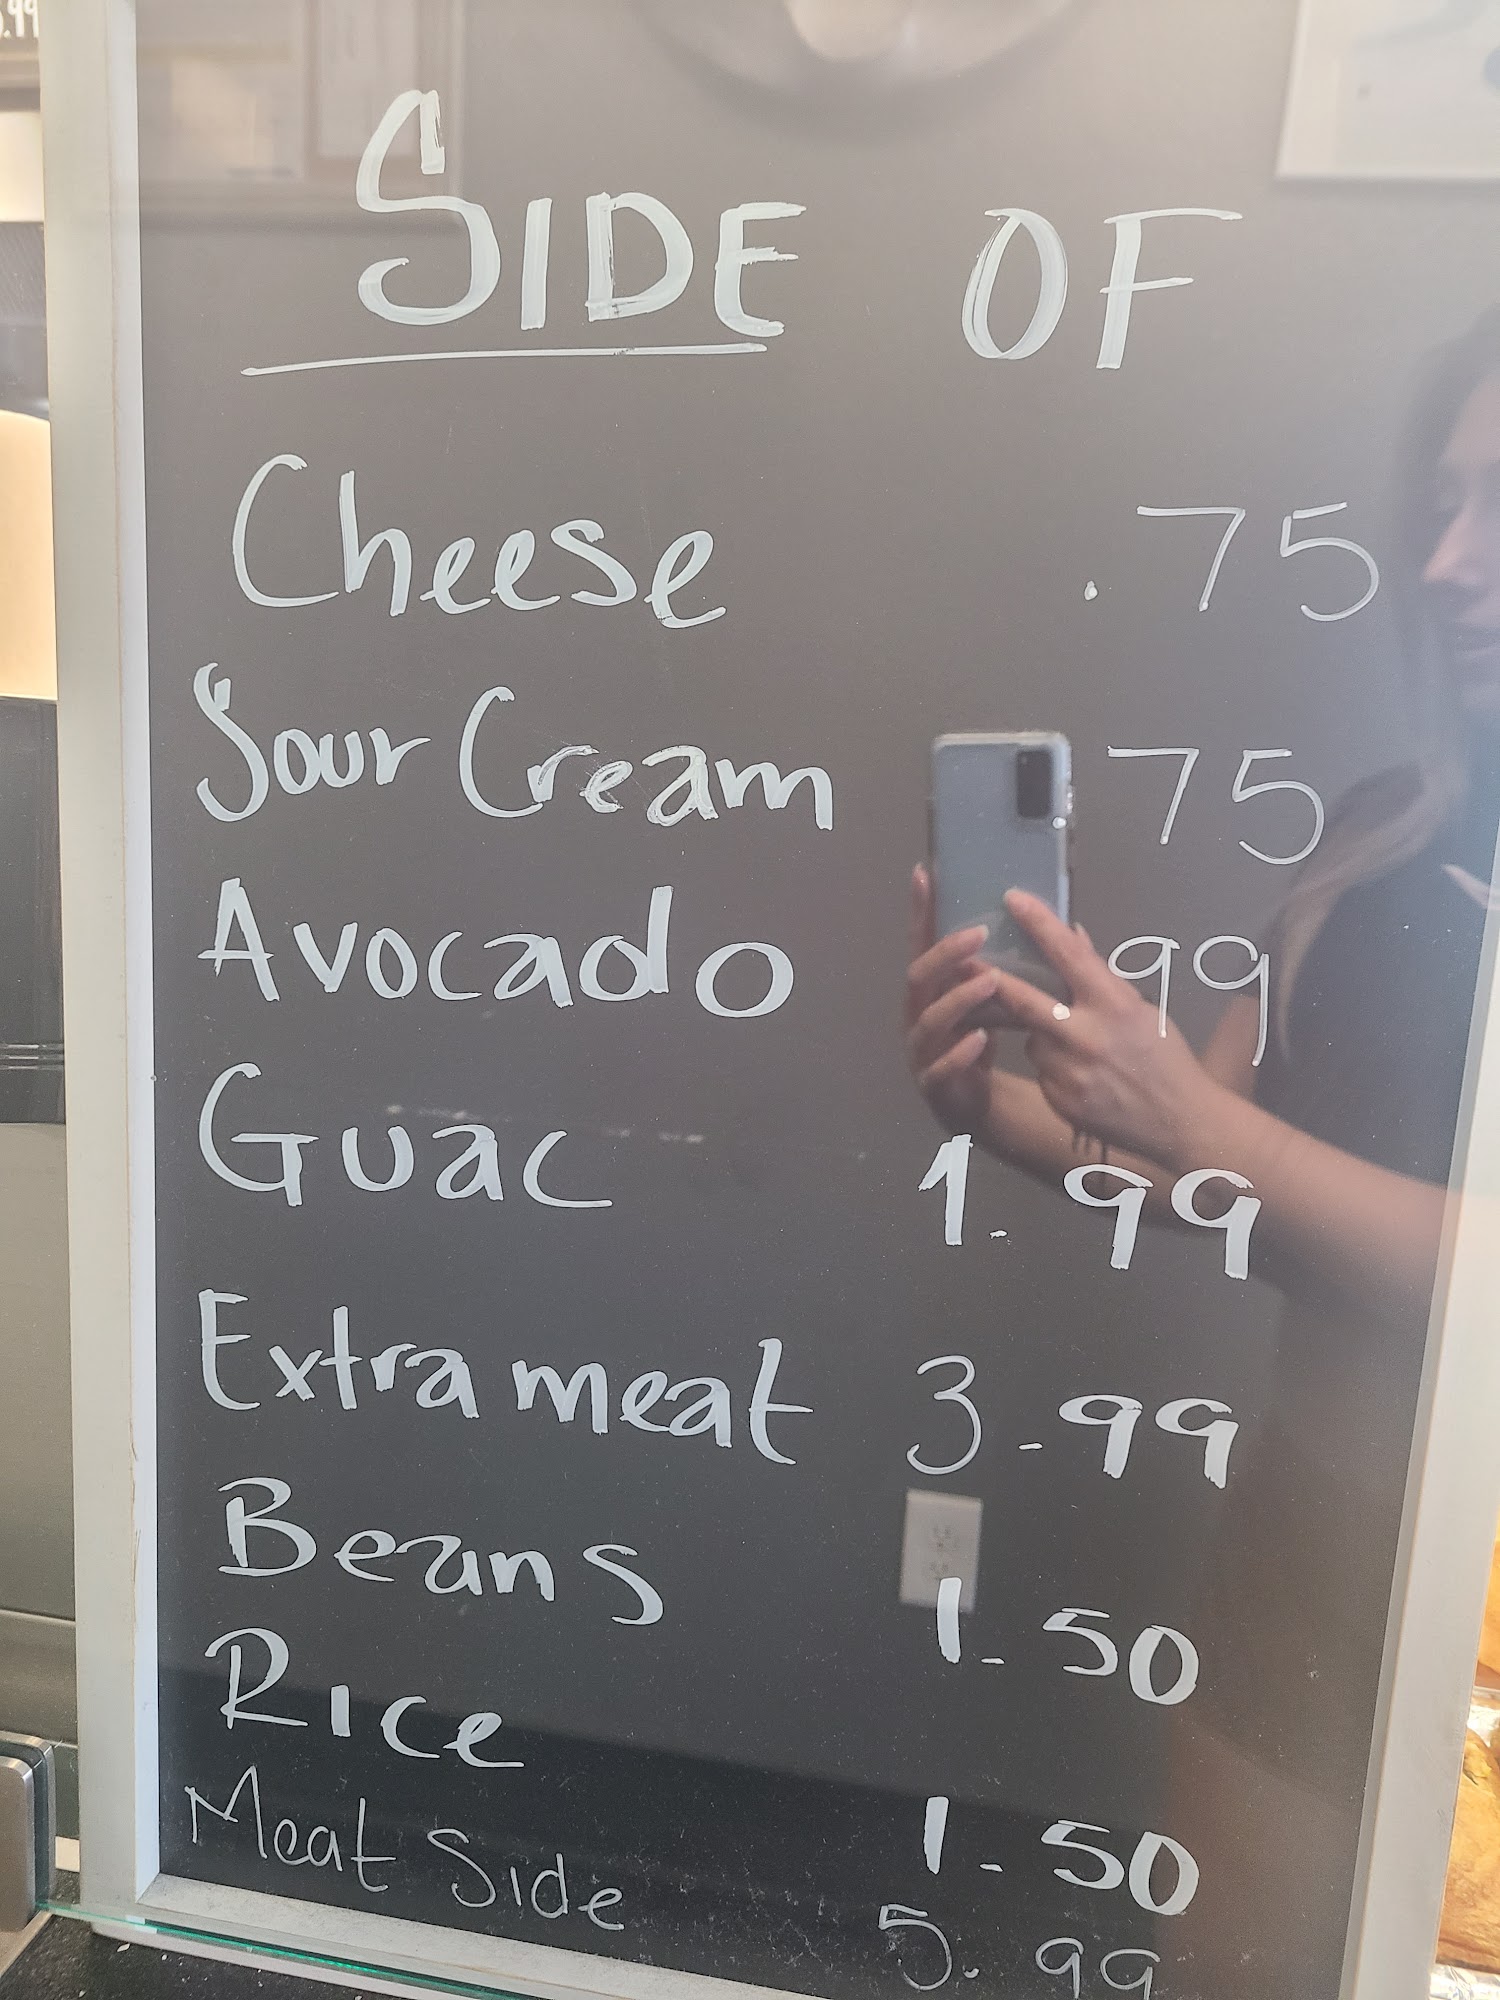 SIDE OF
Cheese .75
Sour Cream .75
Avocado .99
Guac 1.99
Extra meat 3.99
Beans 1.50
Rice 1.50
Meat Side 5.99